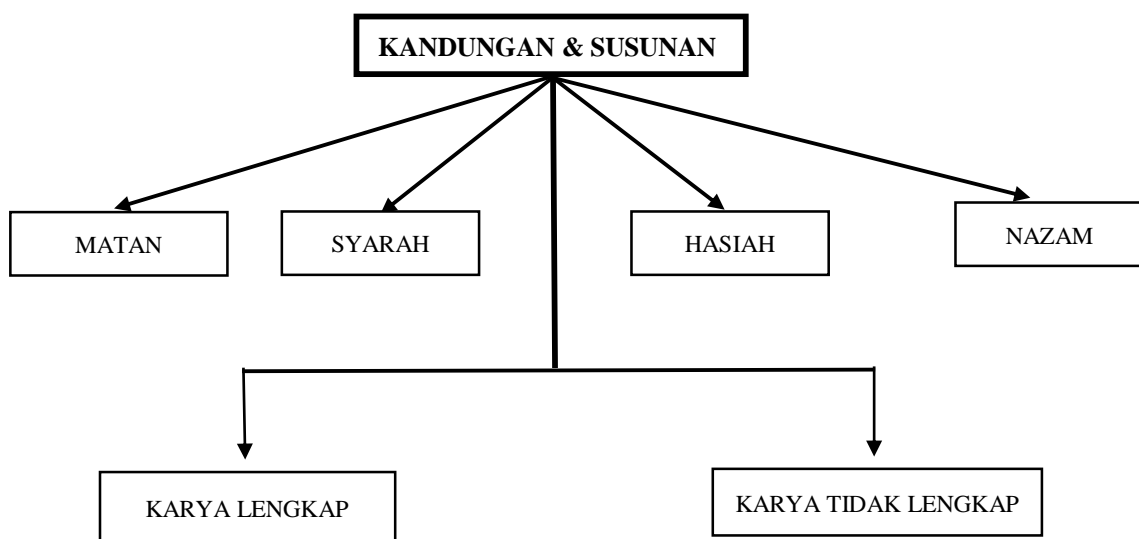 KANDUNGAN & SUSUNAN
MATAN
SYARAH
HASIAH
NAZAM
KARYA LENGKAP
KARYA TIDAK LENGKAP